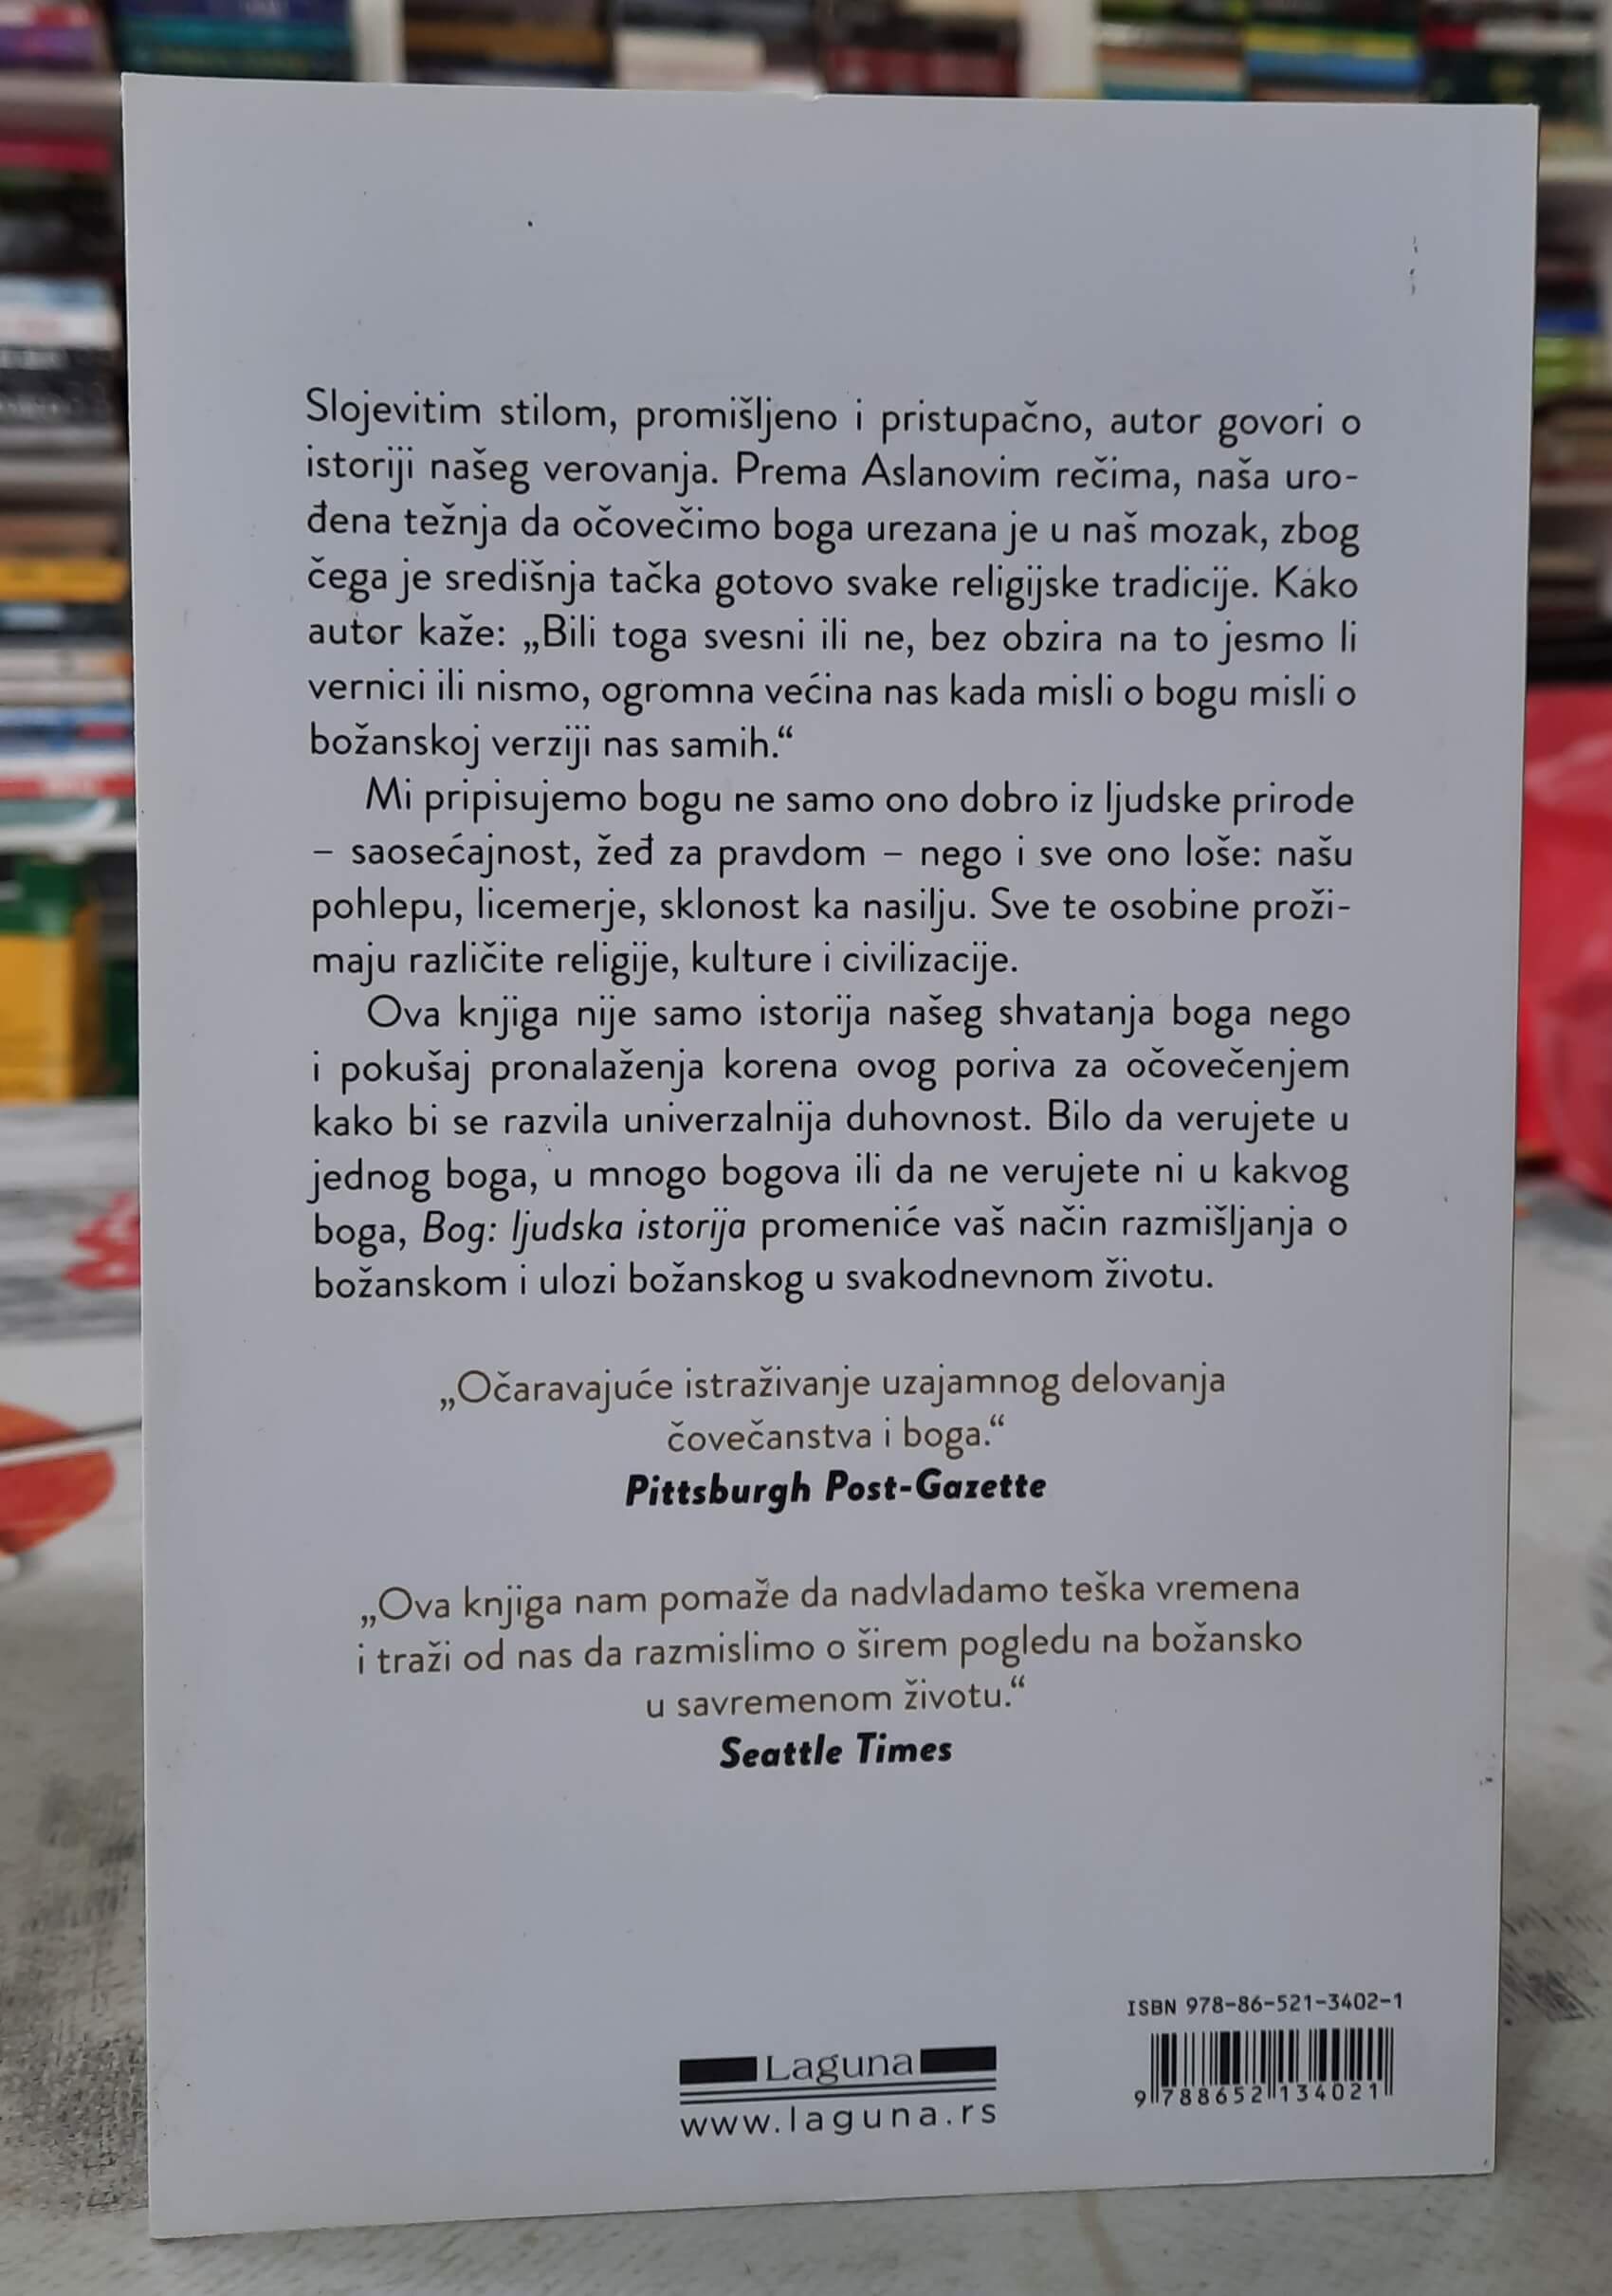 Slojevitim stilom, promišljeno i pristupačno, autor govori o
istoriji našeg verovanja. Prema Aslanovim rečima, naša uro-
đena težnja da očovečimo boga urezana je u naš mozak, zbog
čega je središnja tačka gotovo svake religijske tradicije. Kako
autor kaže: „Bili toga svesni ili ne, bez obzira na to jesmo li
vernici ili nismo, ogromna većina nas kada misli o bogu misli o
božanskoj verziji nas samih.“
Mi pripisujemo bogu ne samo ono dobro iz ljudske prirode
– saosećajnost, žeđ za pravdom – nego i sve ono loše: našu
pohlepu, licemerje, sklonost ka nasilju. Sve te osobine proži-
maju različite religije, kulture i civilizacije.
Ova knjiga nije samo istorija našeg shvatanja boga nego
i pokušaj pronalaženja korena ovog poriva za očovečenjem
kako bi se razvila univerzalnija duhovnost. Bilo da verujete u
jednog boga, u mnogo bogova ili da ne verujete ni u kakvog
boga, Bog: ljudska istorija promeniće vaš način razmišljanja o
božanskom i ulozi božanskog u svakodnevnom životu.
„Očaravajuće istraživanje uzajamnog delovanja
čovečanstva i boga.“
Pittsburgh Post-Gazette
„Ova knjiga nam pomaže da nadvladamo teška vremena
i traži od nas da razmislimo o širem pogledu na božansko
u savremenom životu.“
Seattle Times
ISBN 978-86-521-3402-1
9 788652 134021
Laguna
www.laguna.rs